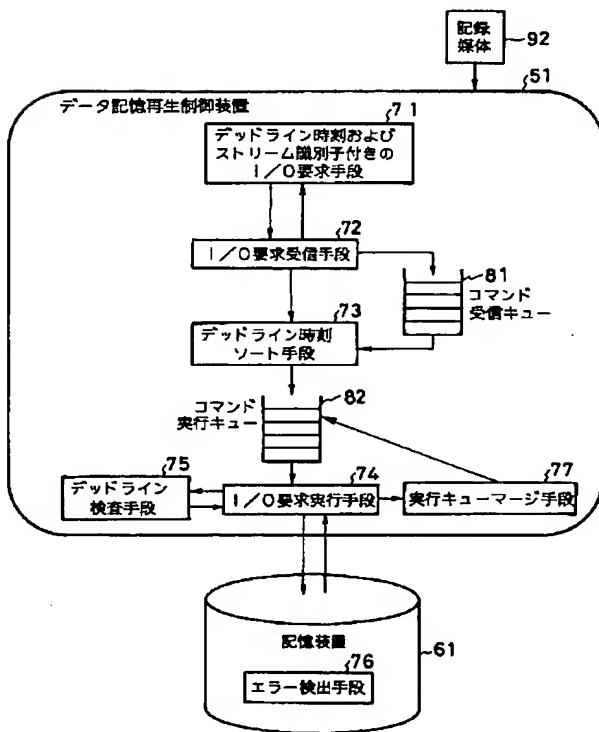 記録
媒体
92
51
データ記憶再生制御装置
71
デッドライン時刻および
ストリーム識別子付きの
I/O要求手段
72
I/O要求受信手段
81
コマンド
受信キュー
73
デッドライン時刻
ソート手段
82
コマンド
実行キュー
75
デッドライン
検査手段
74
I/O要求実行手段
77
実行キューマージ手段
記憶装置
76
エラー検出手段
61